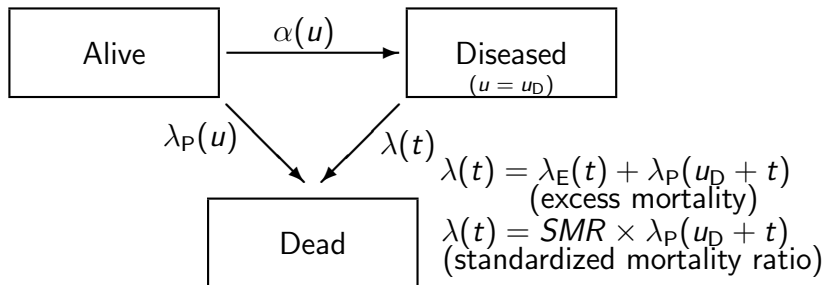 Alive
α(u)
Diseased
(u = u_D)
λ_P(u)
λ(t)
λ(t) = λ_E(t) + λ_P(u_D + t)
(excess mortality)
Dead
λ(t) = SMR × λ_P(u_D + t)
(standardized mortality ratio)